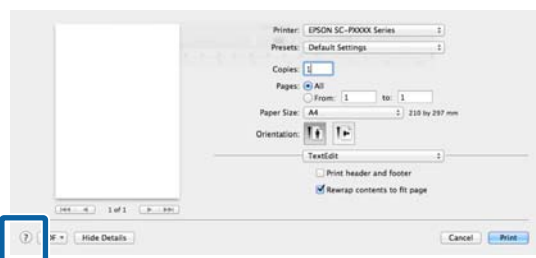 Printer: EPSON SC-PXXXX Series
Presets: Default Settings
Copies: 1
Pages: All
From: 1 to: 1
Paper Size: A4 210 by 297 mm
Orientation:
TextEdit
Print header and footer
Rewrap contents to fit page
1 of 1
? Hide Details Cancel Print